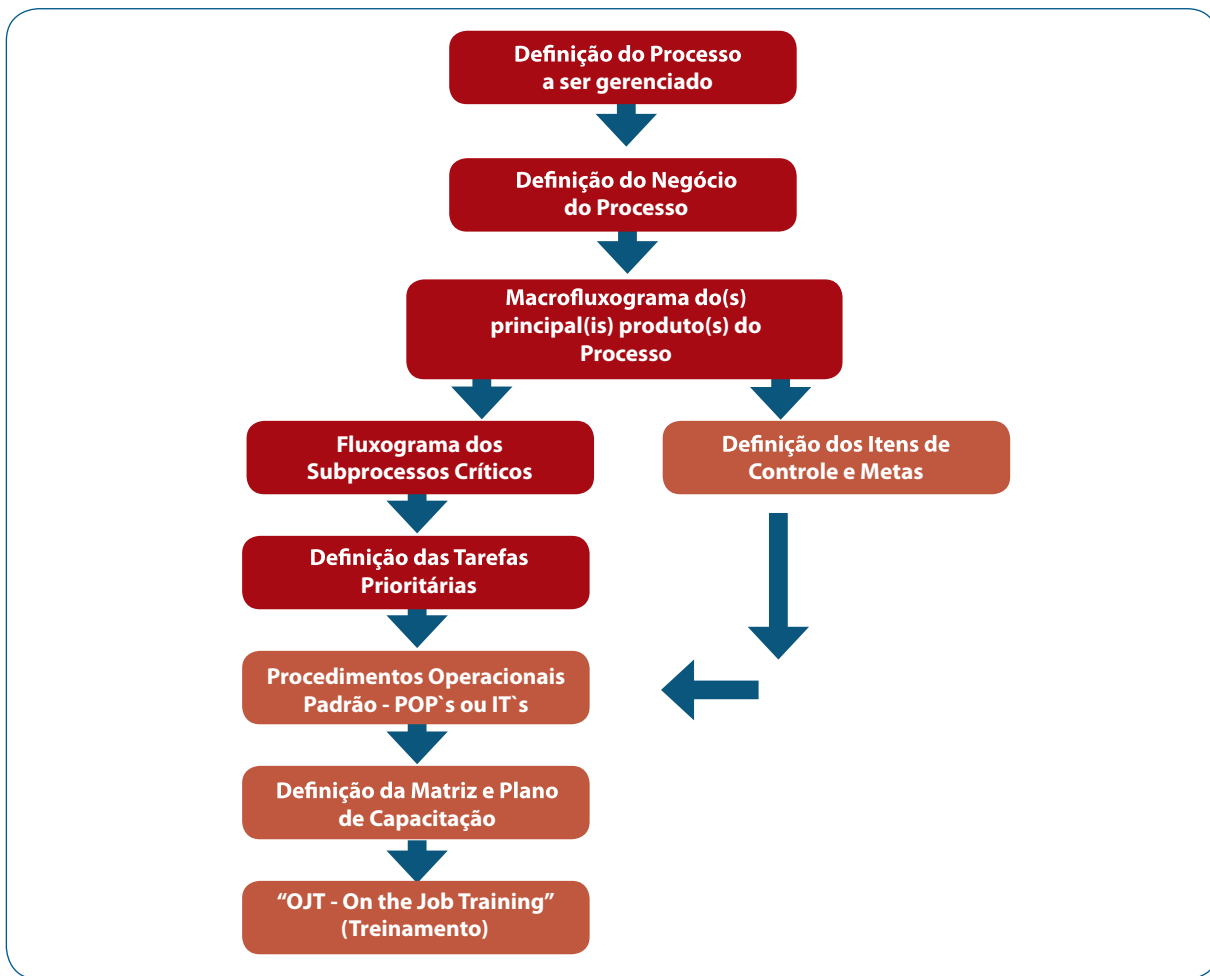 Definição do Processo
a ser gerenciado
Definição do Negócio
do Processo
Macrofluxograma do(s)
principal(is) produto(s) do
Processo
Fluxograma dos
Subprocessos Críticos
Definição dos Itens de
Controle e Metas
Definição das Tarefas
Prioritárias
Procedimentos Operacionais
Padrão - POP`s ou IT`s
Definição da Matriz e Plano
de Capacitação
“OJT - On the Job Training”
(Treinamento)